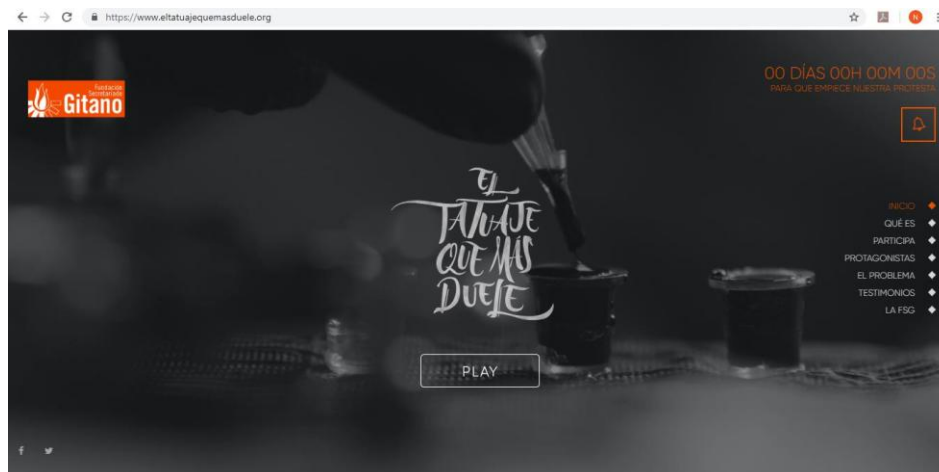 https://www.eltatuajequemasduele.org
N
Fundación
Secretariado
Gitano
00 DÍAS 00H 00M 00S
PARA QUE EMPIECE NUESTRA PROTESTA
EL
TATUAJE
QUE MÁS
DUELE
PLAY
INICIO
QUÉ ES
PARTICIPA
PROTAGONISTAS
EL PROBLEMA
TESTIMONIOS
LA FSG